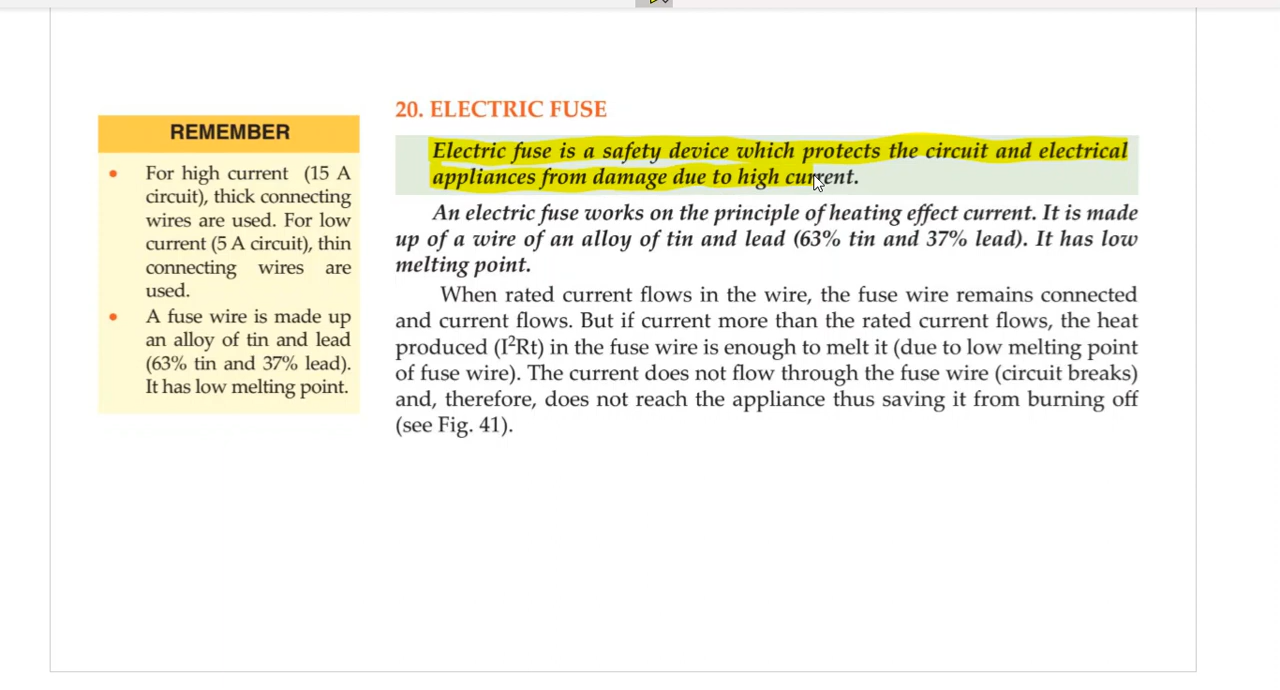 REMEMBER
• For high current (15 A
circuit), thick connecting
wires are used. For low
current (5 A circuit), thin
connecting wires are
used.
• A fuse wire is made up
an alloy of tin and lead
(63% tin and 37% lead).
It has low melting point.
20. ELECTRIC FUSE
Electric fuse is a safety device which protects the circuit and electrical
appliances from damage due to high current.
An electric fuse works on the principle of heating effect current. It is made
up of a wire of an alloy of tin and lead (63% tin and 37% lead). It has low
melting point.
When rated current flows in the wire, the fuse wire remains connected
and current flows. But if current more than the rated current flows, the heat
produced (I²Rt) in the fuse wire is enough to melt it (due to low melting point
of fuse wire). The current does not flow through the fuse wire (circuit breaks)
and, therefore, does not reach the appliance thus saving it from burning off
(see Fig. 41).